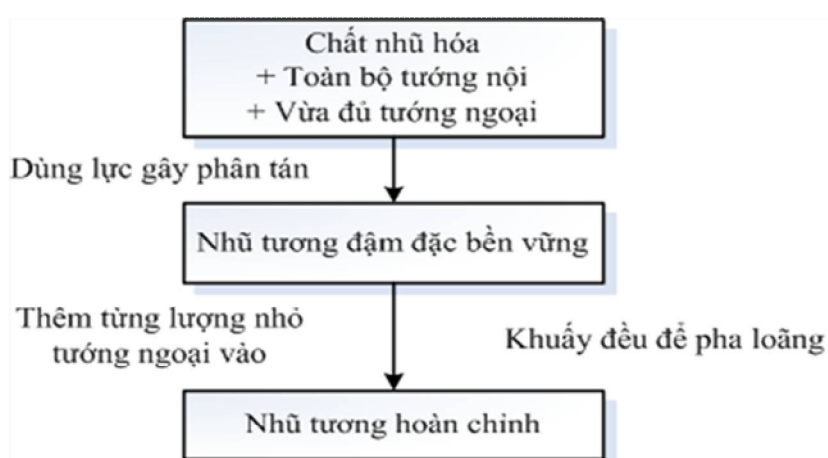 Chất nhũ hóa
+ Toàn bộ tướng nội
+ Vừa đủ tướng ngoại
Dùng lực gây phân tán
Nhũ tương đậm đặc bền vững
Thêm từng lượng nhỏ
tướng ngoại vào
Khuấy đều để pha loãng
Nhũ tương hoàn chỉnh